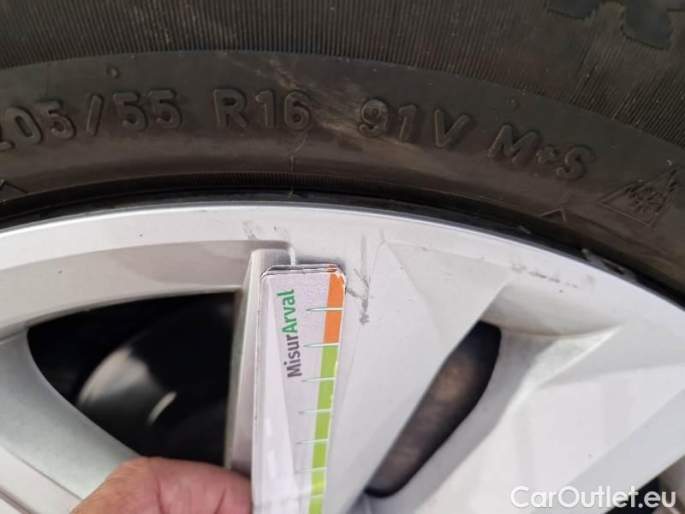 205/55 R16 91V M+S
MisurArval
CarOutlet.eu